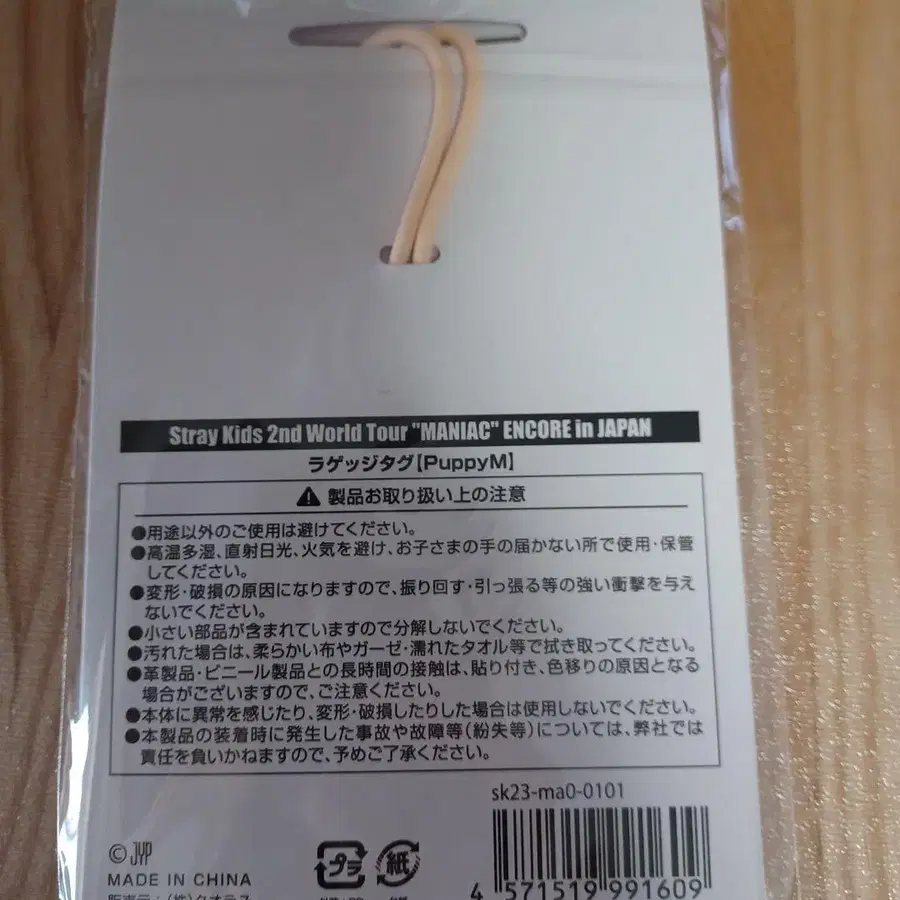 Stray Kids 2nd World Tour "MANIAC" ENCORE in JAPAN
ラゲッジタグ【PuppyM】
製品お取り扱い上の注意
●用途以外のご使用は避けてください。
●高温多湿、直射日光、火気を避け、お子さまの手の届かない所で使用・保管
してください。
●変形・破損の原因になりますので、振り回す・引っ張る等の強い衝撃を与え
ないでください。
●小さい部品が含まれていますので分解しないでください。
●汚れた場合は、柔らかい布やガーゼ・濡れたタオル等で拭き取ってください。
●革製品・ビニール製品との長時間の接触は、貼り付き、色移りの原因となる
場合がございますので、ご注意ください。
●本体に異常を感じたり、変形・破損したりした場合は使用しないでください。
●本製品の装着時に発生した事故や故障等(紛失等)については、弊社では
責任を負いかねますので、予めご了承ください。
sk23-ma0-0101
© JYP
MADE IN CHINA
プラ
紙
4 571519 991609